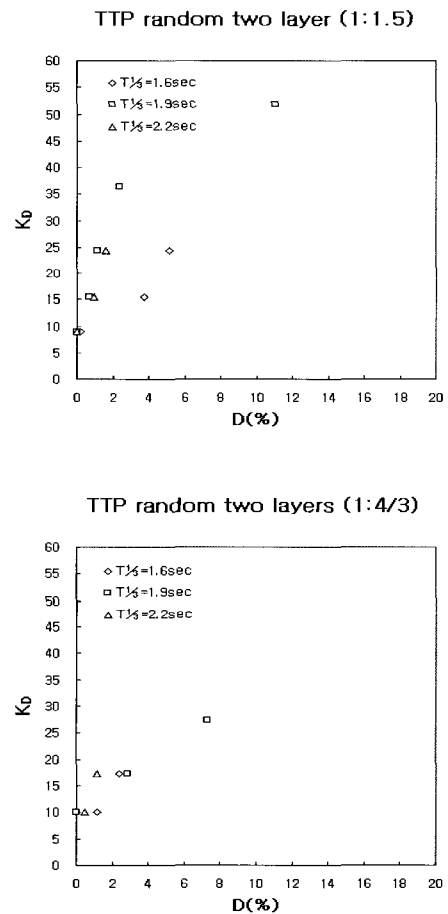 TTP random two layer (1:1.5)
60
55
50
45
40
35
30
25
20
15
10
5
0
KD
◇ T⅓=1.6sec
□ T⅓=1.9sec
△ T⅓=2.2sec
0 2 4 6 8 10 12 14 16 18 20
D(%)
TTP random two layers (1:4/3)
60
55
50
45
40
35
30
25
20
15
10
5
0
KD
◇ T⅓=1.6sec
□ T⅓=1.9sec
△ T⅓=2.2sec
0 2 4 6 8 10 12 14 16 18 20
D(%)